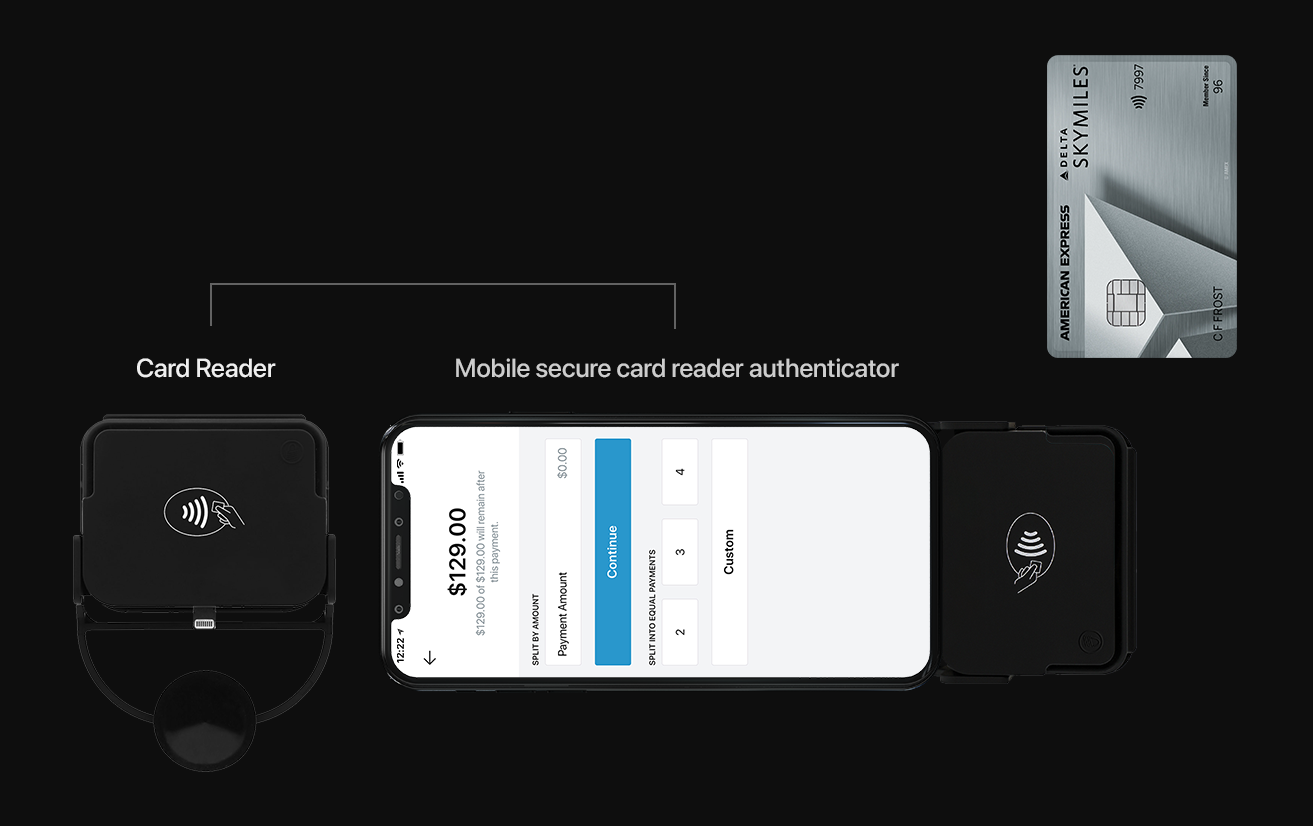 DELTA
SKYMILES
7997
Member Since
96
AMERICAN EXPRESS
C F FROST
Card Reader
Mobile secure card reader authenticator
12:22
$129.00
$129.00 of $129.00 will remain after
this payment.
SPLIT BY AMOUNT
Payment Amount
$0.00
Continue
SPLIT INTO EQUAL PAYMENTS
2
3
4
Custom